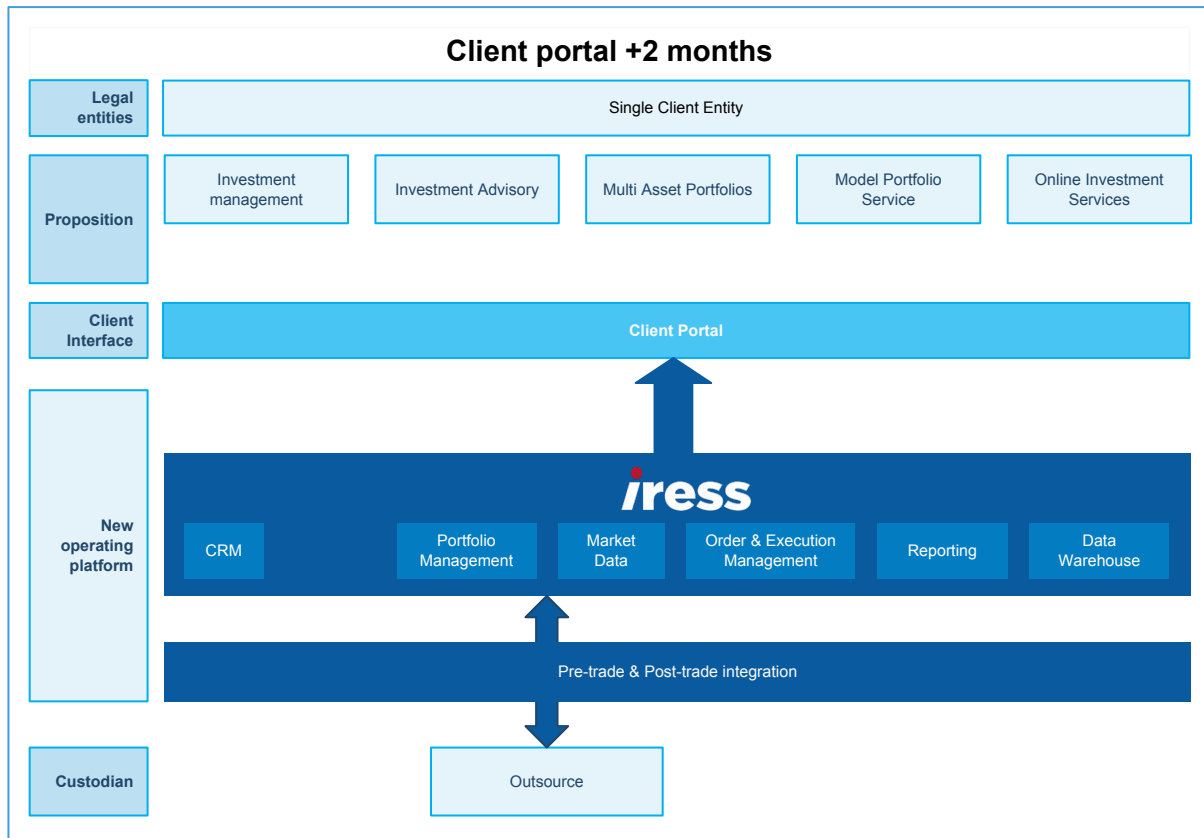 Client portal +2 months
Legal
entities
Single Client Entity
Proposition
Investment
management
Investment Advisory
Multi Asset Portfolios
Model Portfolio
Service
Online Investment
Services
Client
Interface
Client Portal
New
operating
platform
iress
CRM
Portfolio
Management
Market
Data
Order & Execution
Management
Reporting
Data
Warehouse
Pre-trade & Post-trade integration
Custodian
Outsource